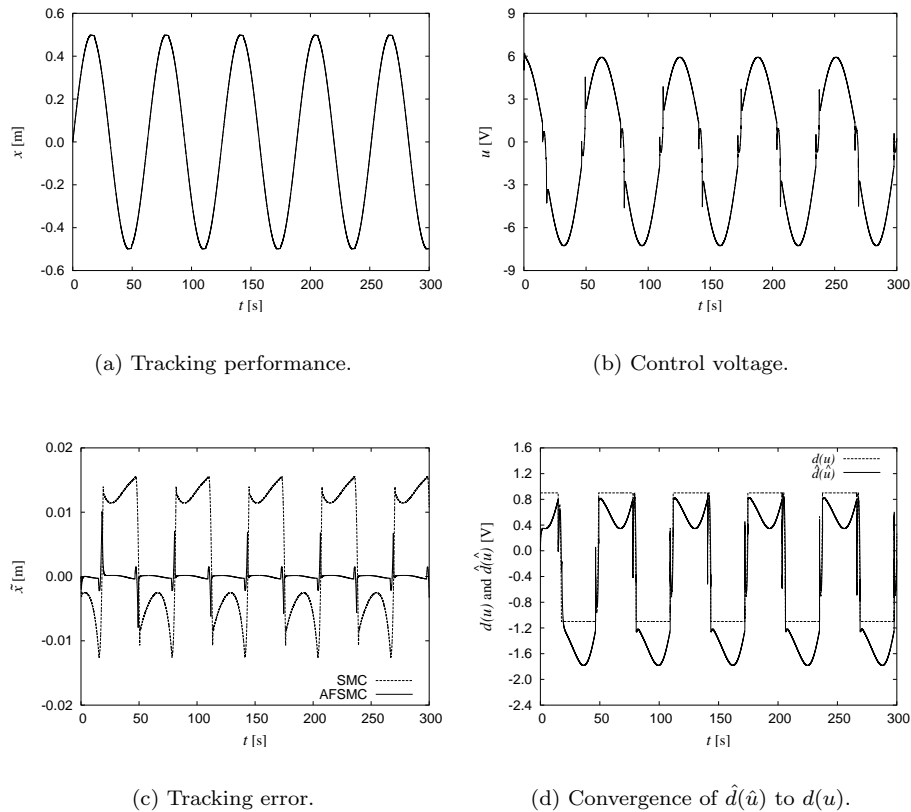 0.6
0.4
0.2
0.0
-0.2
-0.4
-0.6
x [m]
0 50 100 150 200 250 300
t [s]
(a) Tracking performance.
9
6
3
0
-3
-6
-9
u [V]
0 50 100 150 200 250 300
t [s]
(b) Control voltage.
0.02
0.01
0.00
-0.01
-0.02
x̃ [m]
SMC
AFSMC
0 50 100 150 200 250 300
t [s]
(c) Tracking error.
1.6
1.2
0.8
0.4
0.0
-0.4
-0.8
-1.2
-1.6
-2.0
-2.4
d(u) and d̂(û) [V]
d(u)
d̂(û)
0 50 100 150 200 250 300
t [s]
(d) Convergence of d̂(û) to d(u).